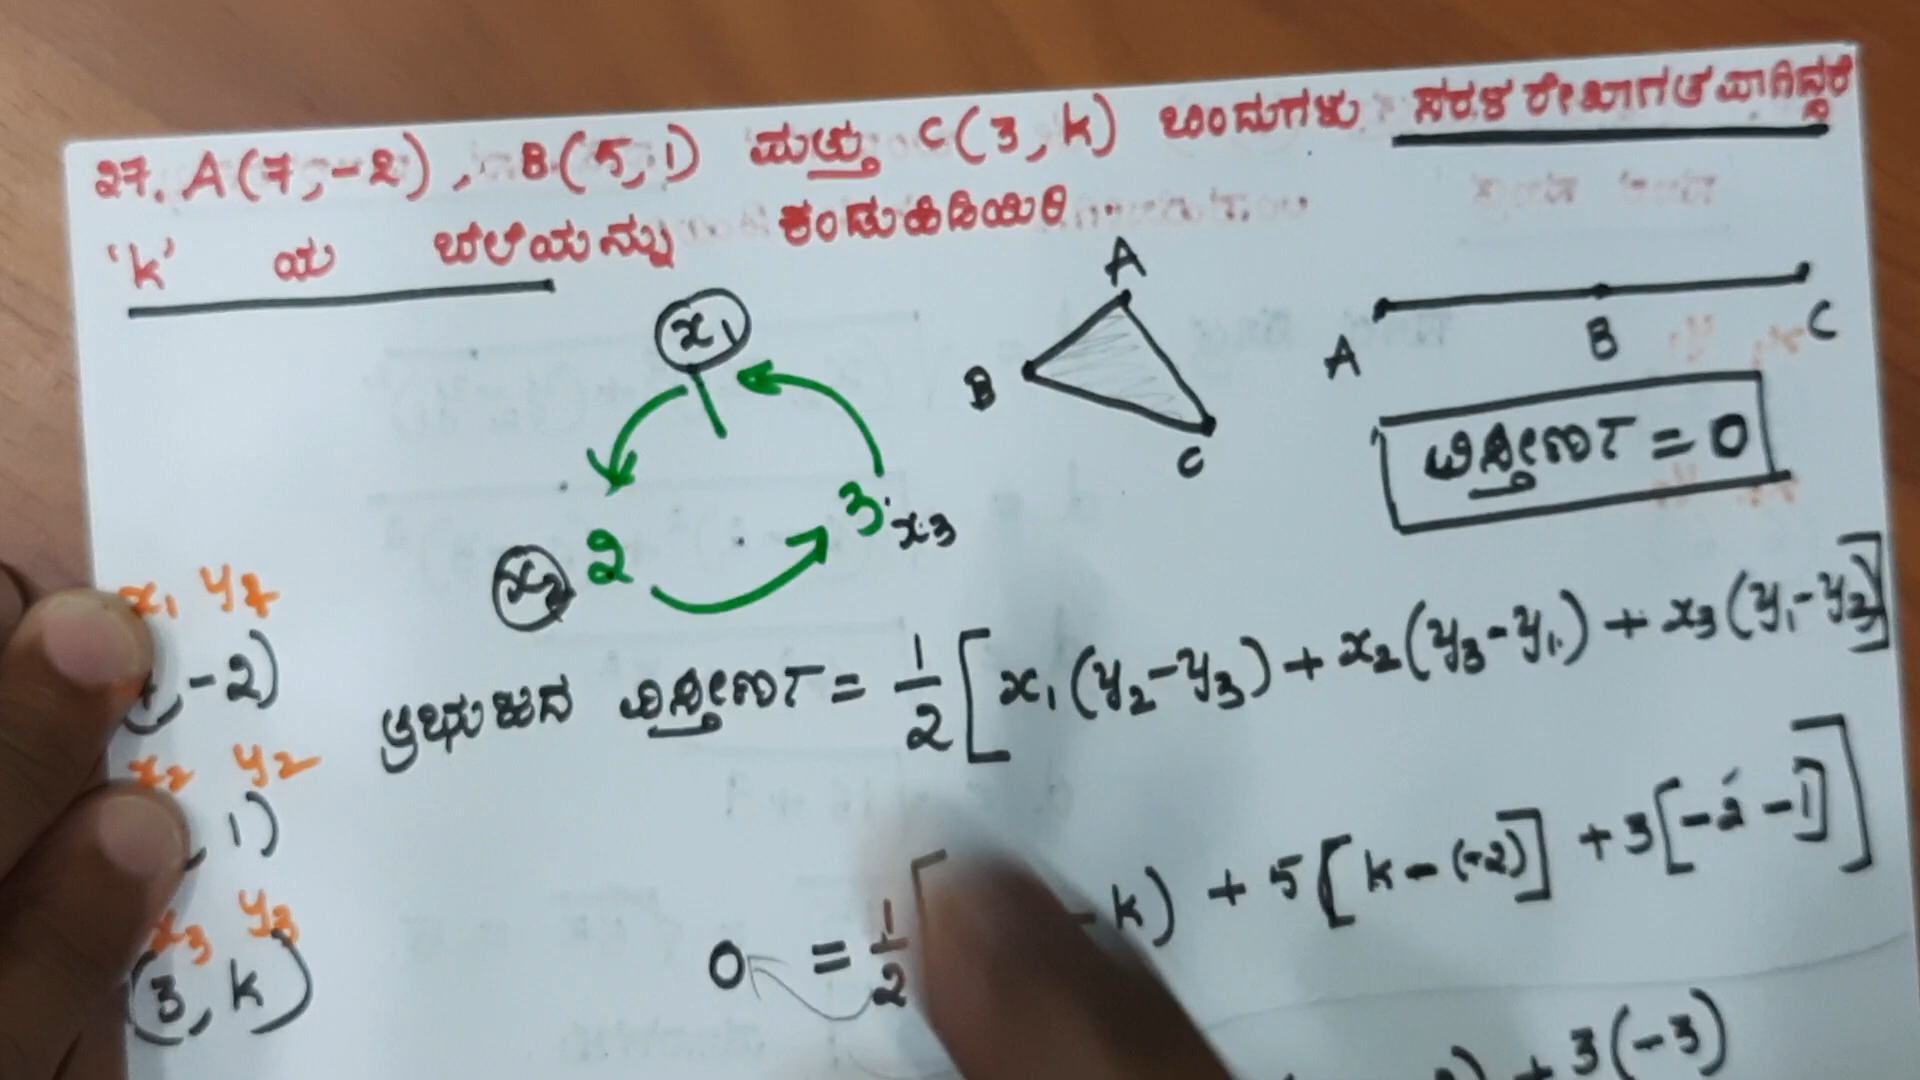 27. A(7,-2), B(5,1) ಮತ್ತು C(3,k) ಬಿಂದುಗಳು ಸರಳರೇಖಾಗತವಾಗಿದ್ದರೆ
'k' ಯ ಬೆಲೆಯನ್ನು ಕಂಡುಹಿಡಿಯಿರಿ
x₁
x₂ 2
3 x₃
A
B
C
A B C
ವಿಸ್ತೀರ್ಣ = 0
x₁ y₁
, -2)
x₂ y₂
, 1)
x₃ y₃
(3, k)
ತ್ರಿಭುಜದ ವಿಸ್ತೀರ್ಣ = 1/2 [x₁(y₂-y₃) + x₂(y₃-y₁) + x₃(y₁-y₂)]
0 = 1/2 [ - k) + 5[k-(-2)] + 3[-2-1]]
) + 3(-3)